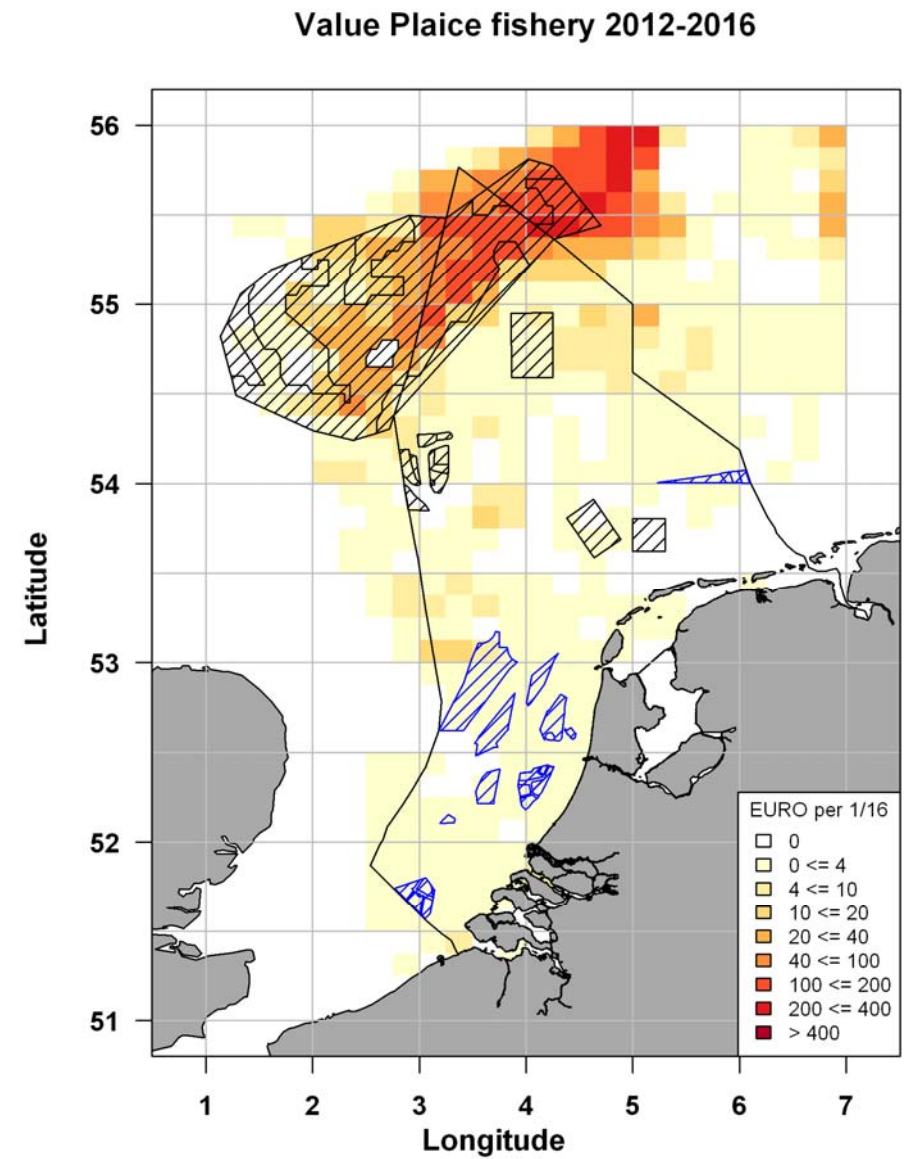 Value Plaice fishery 2012-2016
56
55
54
53
52
51
Latitude
EURO per 1/16
0
0 <= 4
4 <= 10
10 <= 20
20 <= 40
40 <= 100
100 <= 200
200 <= 400
> 400
1 2 3 4 5 6 7
Longitude